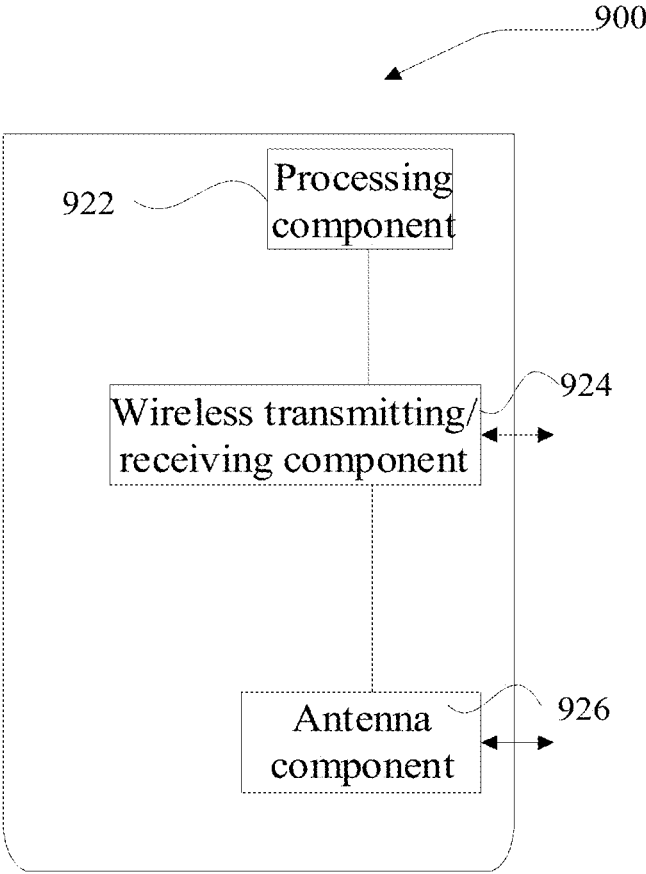 900
Processing
component
922
Wireless transmitting/
receiving component
924
Antenna
component
926